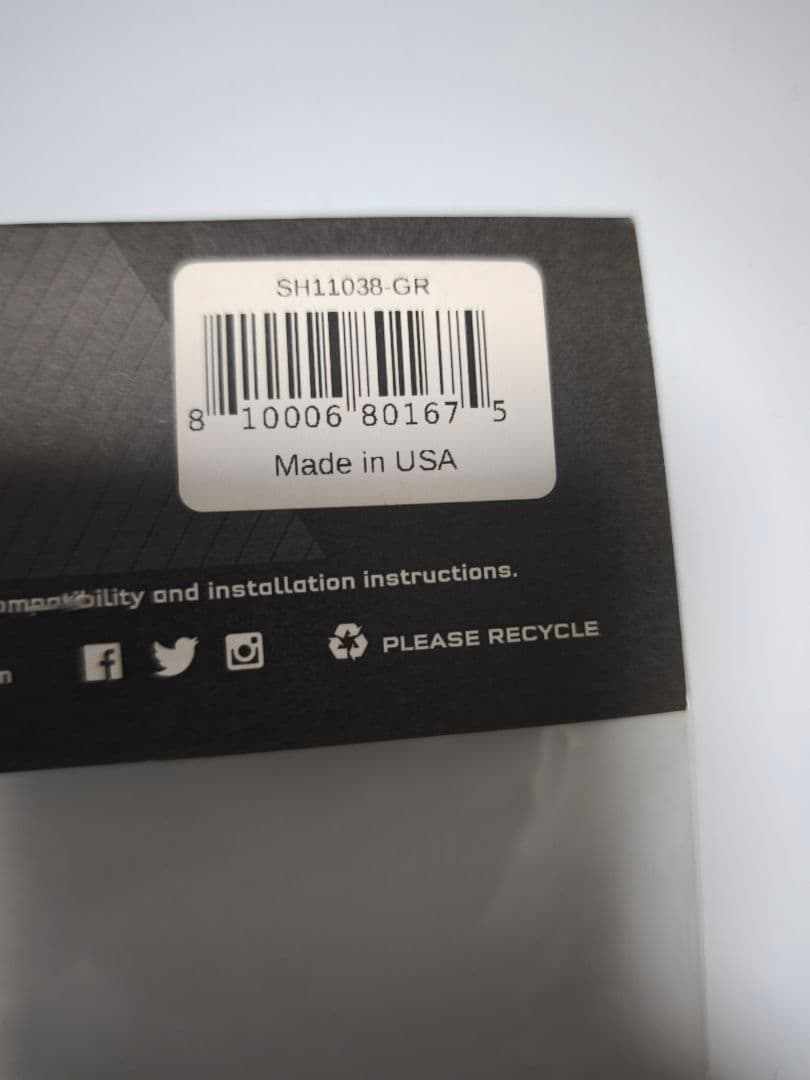 SH11038-GR
8 10006 80167 5
Made in USA
and installation instructions.
PLEASE RECYCLE